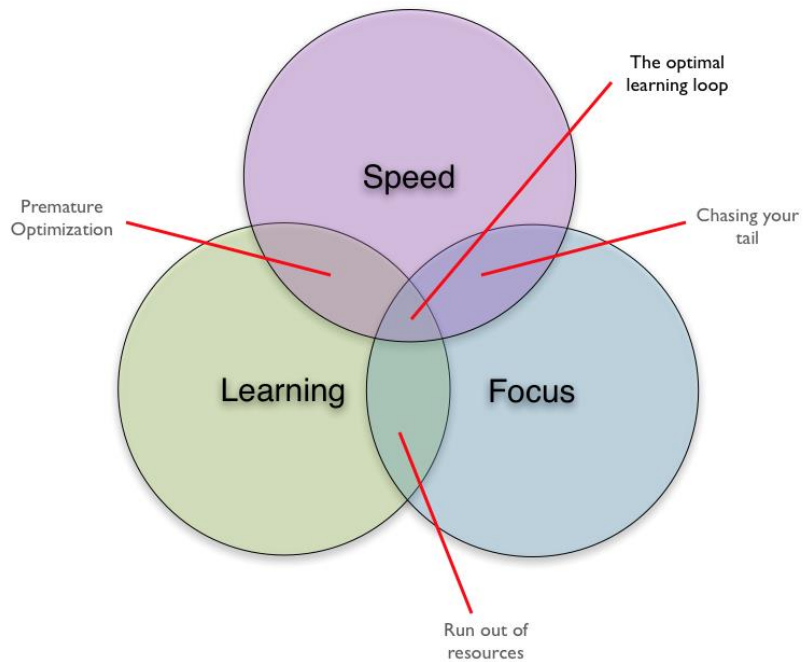 The optimal
learning loop
Speed
Premature
Optimization
Chasing your
tail
Learning
Focus
Run out of
resources